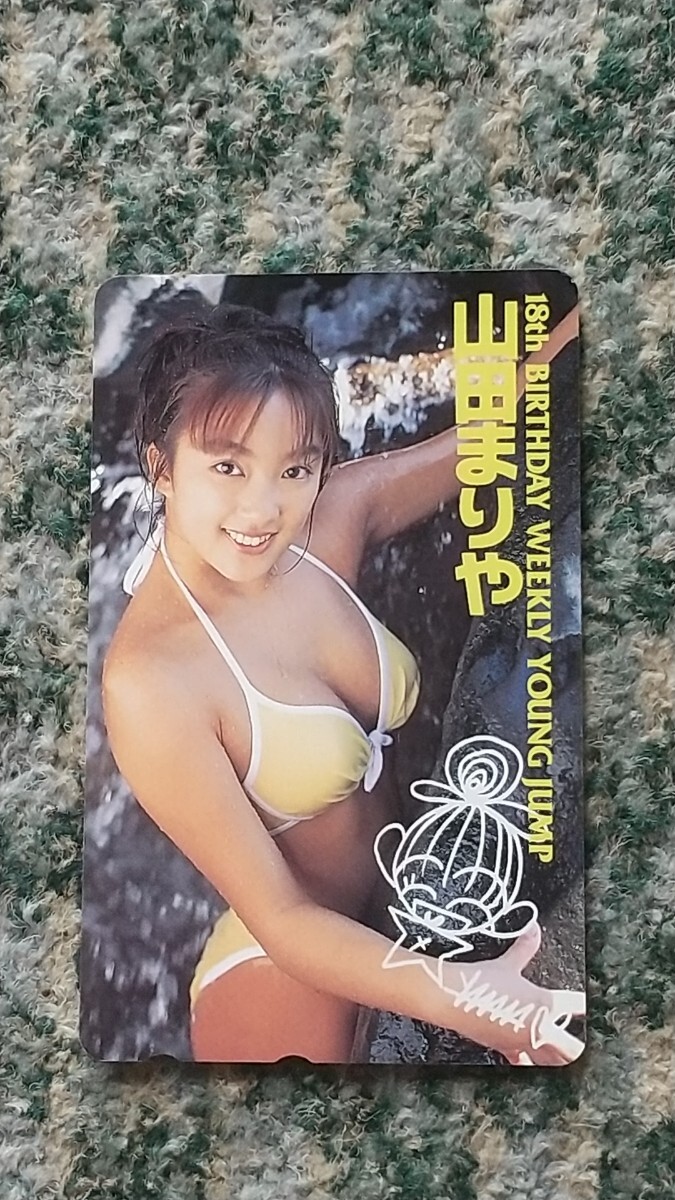 18th BIRTHDAY WEEKLY YOUNG JUMP
山田まりや